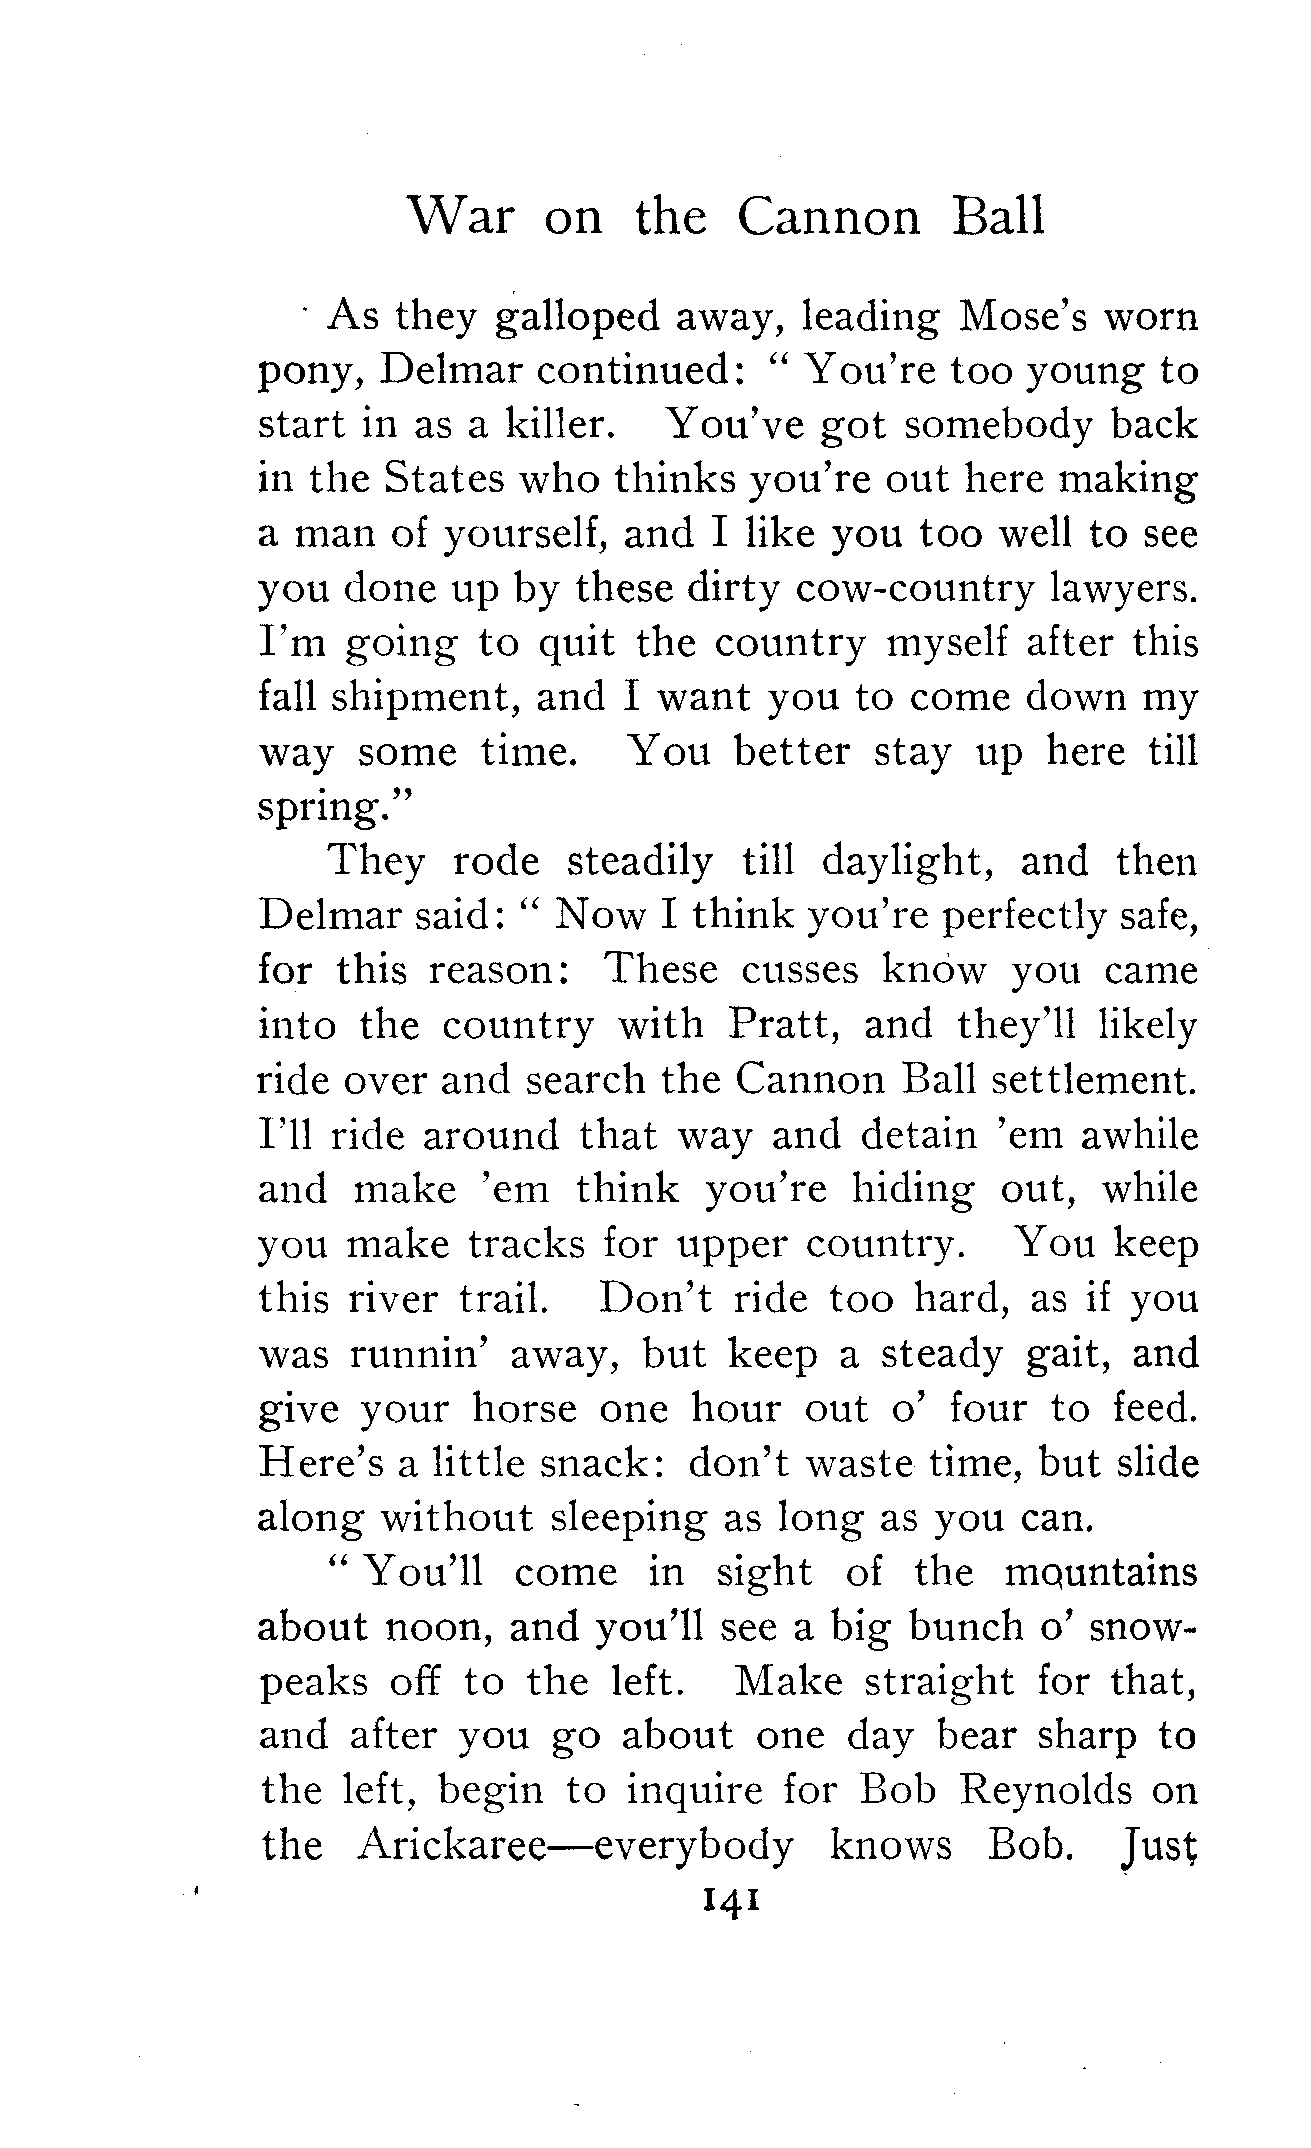 War on the Cannon Ball
As they galloped away, leading Mose's worn
pony, Delmar continued: " You're too young to
start in as a killer. You've got somebody back
in the States who thinks you're out here making
a man of yourself, and I like you too well to see
you done up by these dirty cow-country lawyers.
I'm going to quit the country myself after this
fall shipment, and I want you to come down my
way some time. You better stay up here till
spring."
They rode steadily till daylight, and then
Delmar said: " Now I think you're perfectly safe,
for this reason: These cusses know you came
into the country with Pratt, and they'll likely
ride over and search the Cannon Ball settlement.
I'll ride around that way and detain 'em awhile
and make 'em think you're hiding out, while
you make tracks for upper country. You keep
this river trail. Don't ride too hard, as if you
was runnin' away, but keep a steady gait, and
give your horse one hour out o' four to feed.
Here's a little snack: don't waste time, but slide
along without sleeping as long as you can.
" You'll come in sight of the mountains
about noon, and you'll see a big bunch o' snow-
peaks off to the left. Make straight for that,
and after you go about one day bear sharp to
the left, begin to inquire for Bob Reynolds on
the Arickaree—everybody knows Bob. Just
141